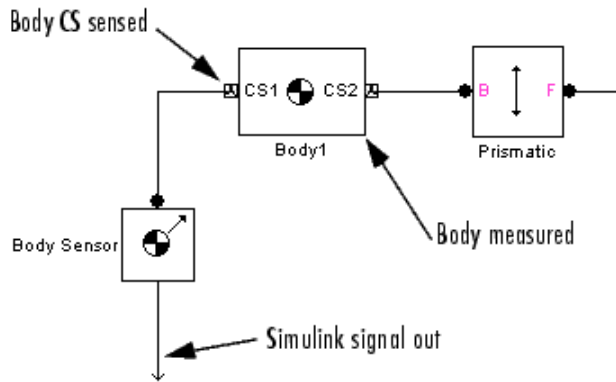 Body CS sensed
CS1 CS2
B F
Body1
Prismatic
Body Sensor
Body measured
Simulink signal out